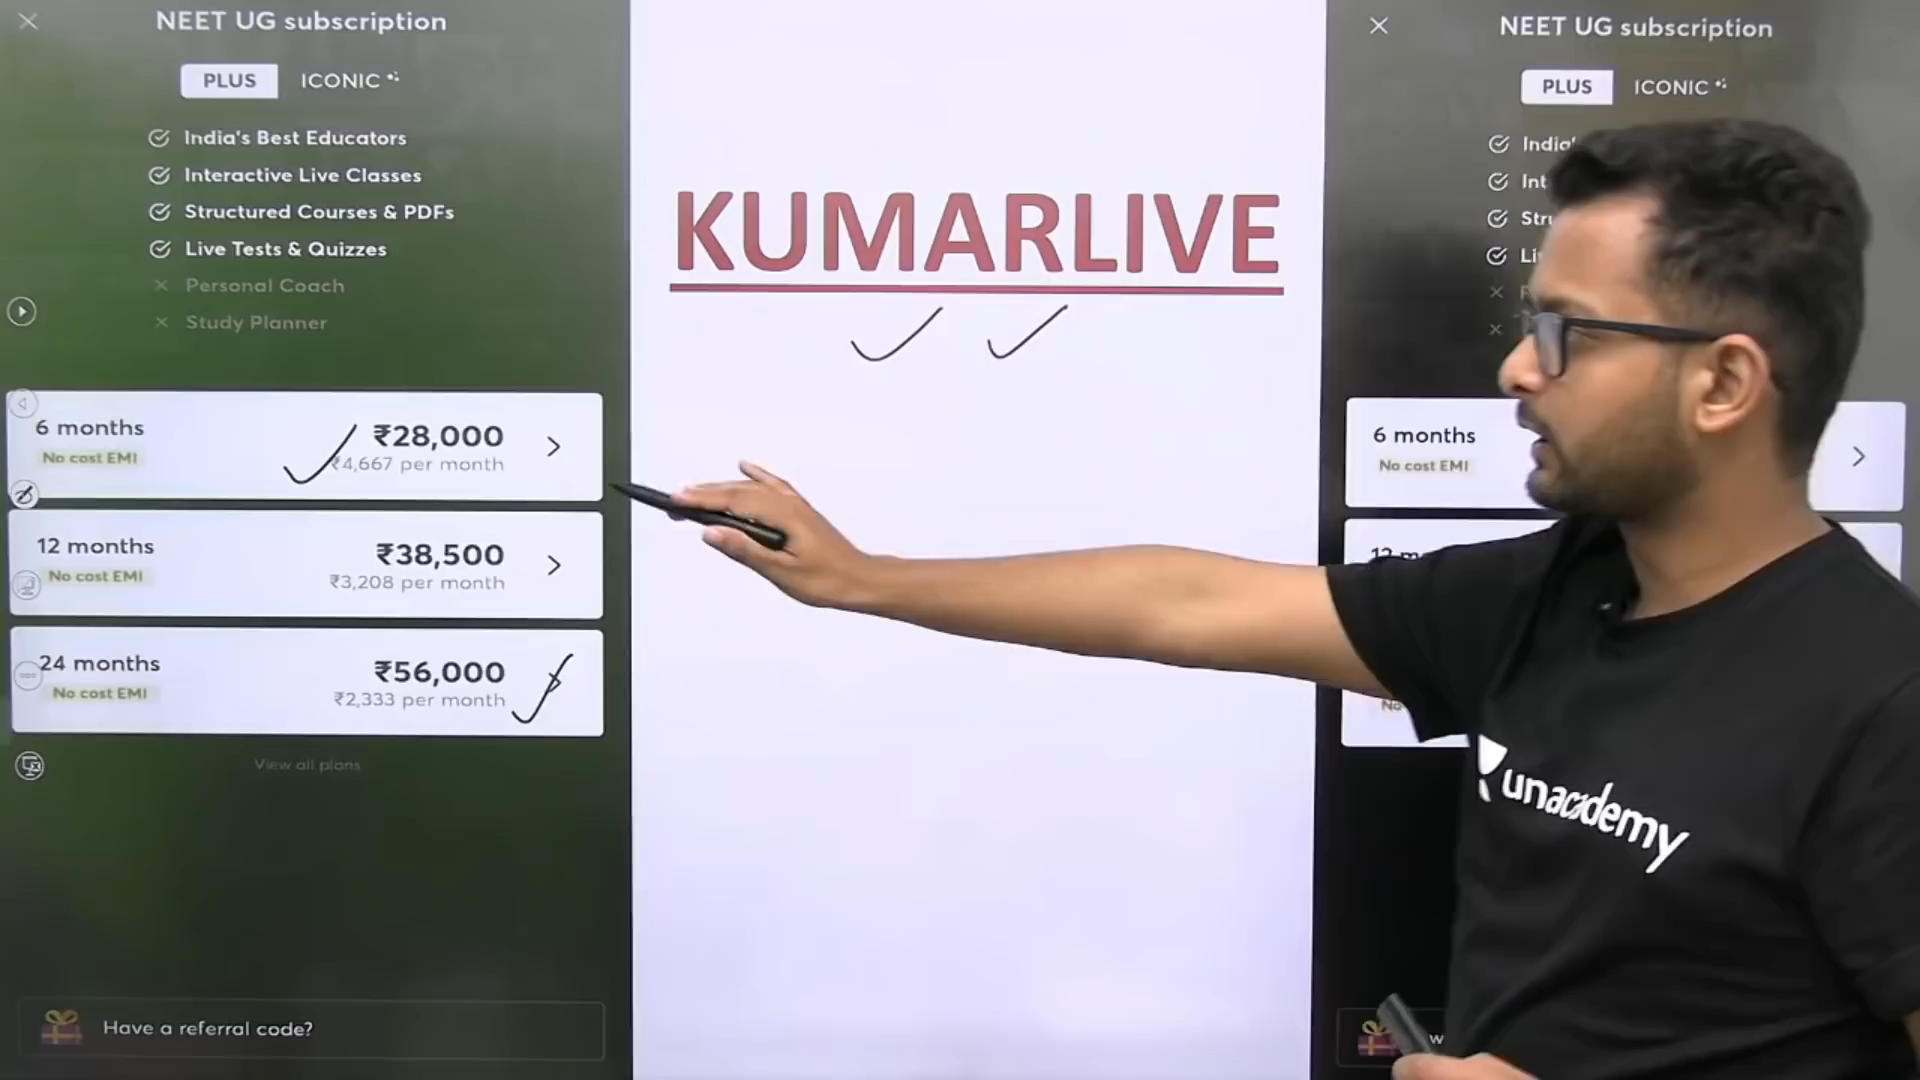 NEET UG subscription
PLUS
ICONIC
India's Best Educators
Interactive Live Classes
Structured Courses & PDFs
Live Tests & Quizzes
Personal Coach
Study Planner
6 months
₹28,000
No cost EMI
₹4,667 per month
12 months
₹38,500
No cost EMI
₹3,208 per month
24 months
₹56,000
No cost EMI
₹2,333 per month
View all plans
Have a referral code?
KUMARLIVE
NEET UG subscription
PLUS
ICONIC
6 months
No cost EMI
unacademy